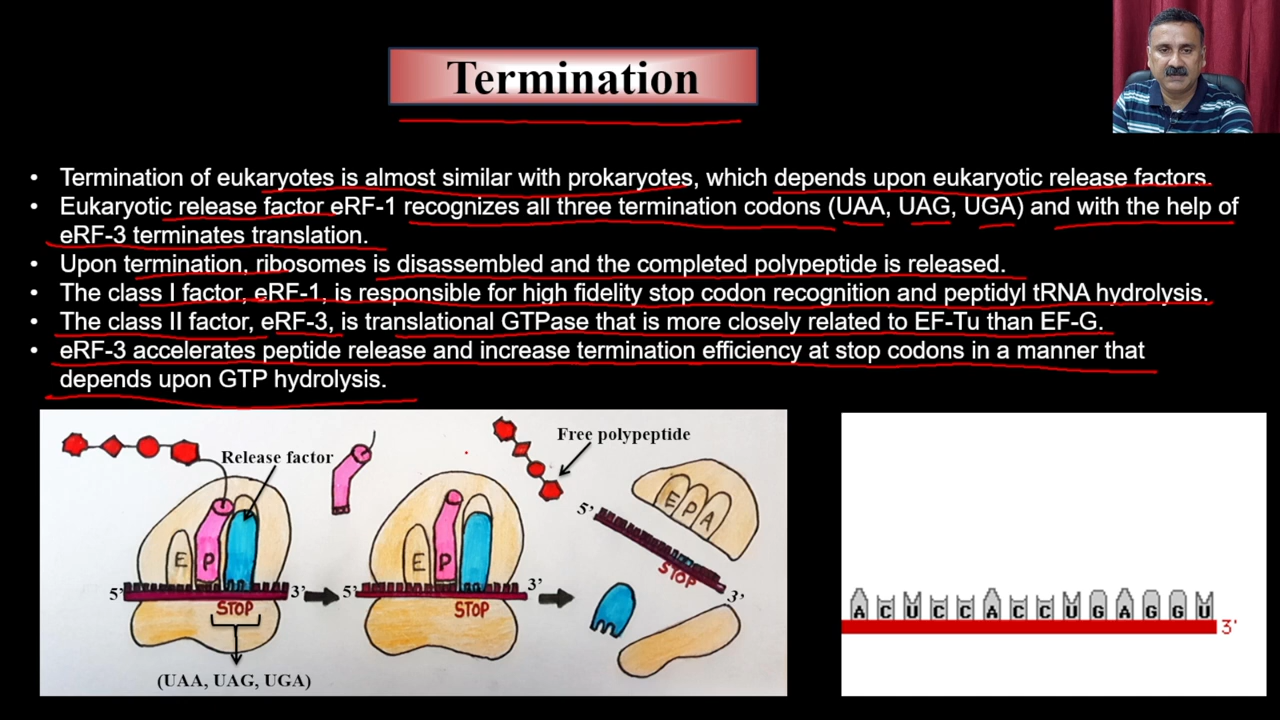 Termination
• Termination of eukaryotes is almost similar with prokaryotes, which depends upon eukaryotic release factors.
• Eukaryotic release factor eRF-1 recognizes all three termination codons (UAA, UAG, UGA) and with the help of
eRF-3 terminates translation.
• Upon termination, ribosomes is disassembled and the completed polypeptide is released.
• The class I factor, eRF-1, is responsible for high fidelity stop codon recognition and peptidyl tRNA hydrolysis.
• The class II factor, eRF-3, is translational GTPase that is more closely related to EF-Tu than EF-G.
• eRF-3 accelerates peptide release and increase termination efficiency at stop codons in a manner that
depends upon GTP hydrolysis.
Release factor
E P
5' 3'
STOP
(UAA, UAG, UGA)
E P
5' 3'
STOP
Free polypeptide
E P A
5'
STOP
3'
A C U C C A C C U G A G G U 3'